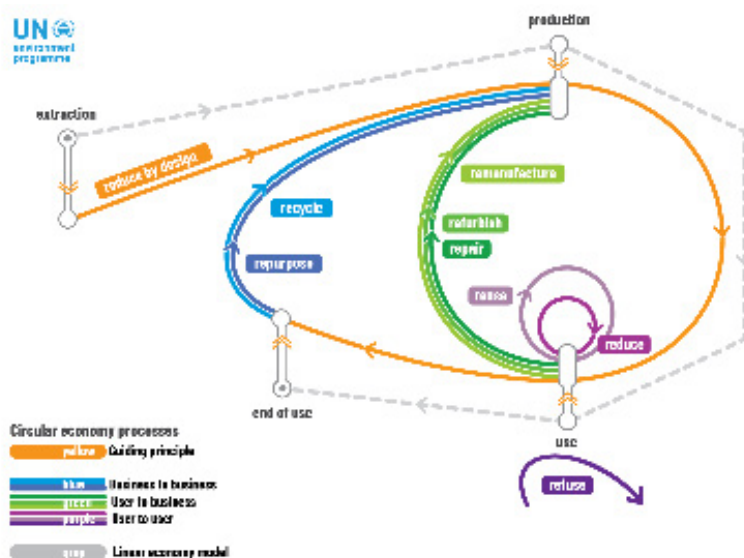 UN
environment
programme
production
extraction
reduce by design
remanufacture
recycle
refurbish
repair
repurpose
reuse
reduce
end of use
use
refuse
Circular economy processes
yellow Guiding principle
blue Business to business
green User to business
purple User to user
gray Linear economy model